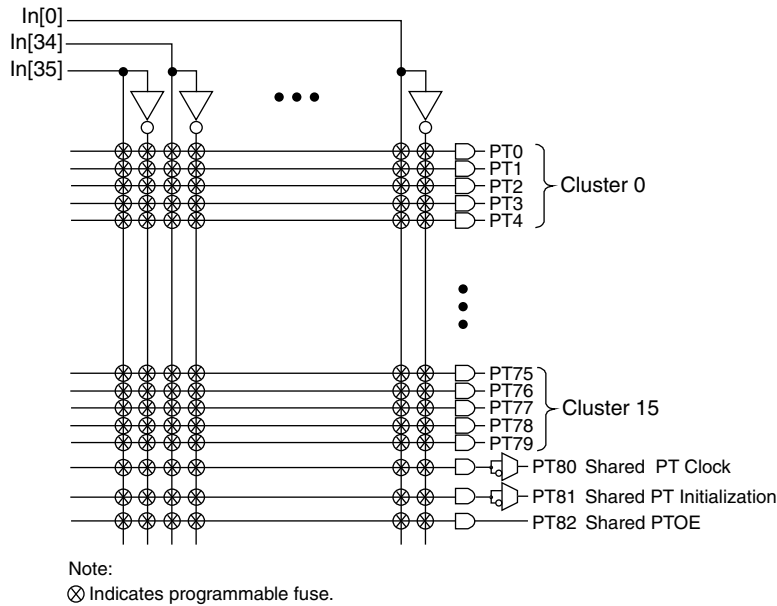 In[0]
In[34]
In[35]
PT0
PT1
PT2
PT3
PT4
Cluster 0
PT75
PT76
PT77
PT78
PT79
Cluster 15
PT80 Shared PT Clock
PT81 Shared PT Initialization
PT82 Shared PTOE
Note:
Indicates programmable fuse.